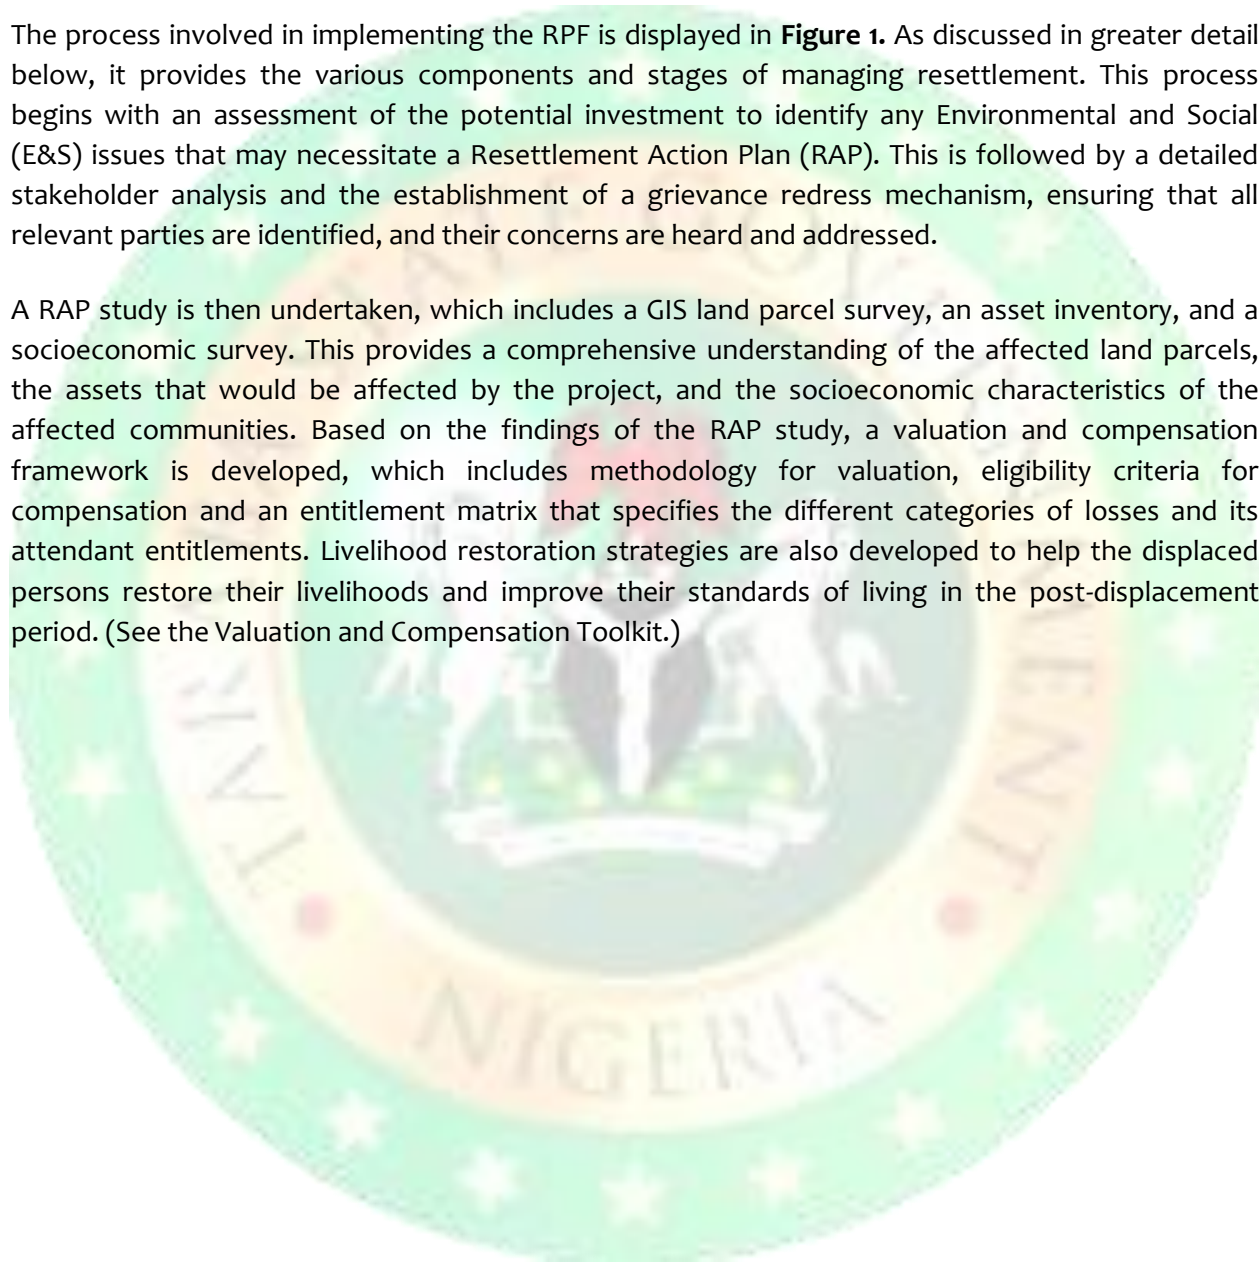 The process involved in implementing the RPF is displayed in Figure 1. As discussed in greater detail
below, it provides the various components and stages of managing resettlement. This process
begins with an assessment of the potential investment to identify any Environmental and Social
(E&S) issues that may necessitate a Resettlement Action Plan (RAP). This is followed by a detailed
stakeholder analysis and the establishment of a grievance redress mechanism, ensuring that all
relevant parties are identified, and their concerns are heard and addressed.
A RAP study is then undertaken, which includes a GIS land parcel survey, an asset inventory, and a
socioeconomic survey. This provides a comprehensive understanding of the affected land parcels,
the assets that would be affected by the project, and the socioeconomic characteristics of the
affected communities. Based on the findings of the RAP study, a valuation and compensation
framework is developed, which includes methodology for valuation, eligibility criteria for
compensation and an entitlement matrix that specifies the different categories of losses and its
attendant entitlements. Livelihood restoration strategies are also developed to help the displaced
persons restore their livelihoods and improve their standards of living in the post-displacement
period. (See the Valuation and Compensation Toolkit.)
STATE GOVERNMENT
NIGERIA